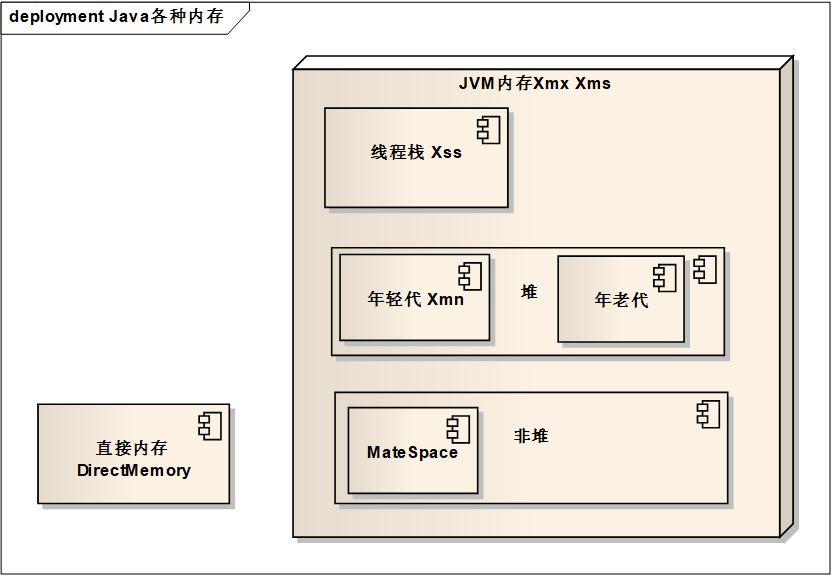 deployment Java各种内存
JVM内存Xmx Xms
线程栈 Xss
年轻代 Xmn
堆
年老代
MateSpace
非堆
直接内存
DirectMemory